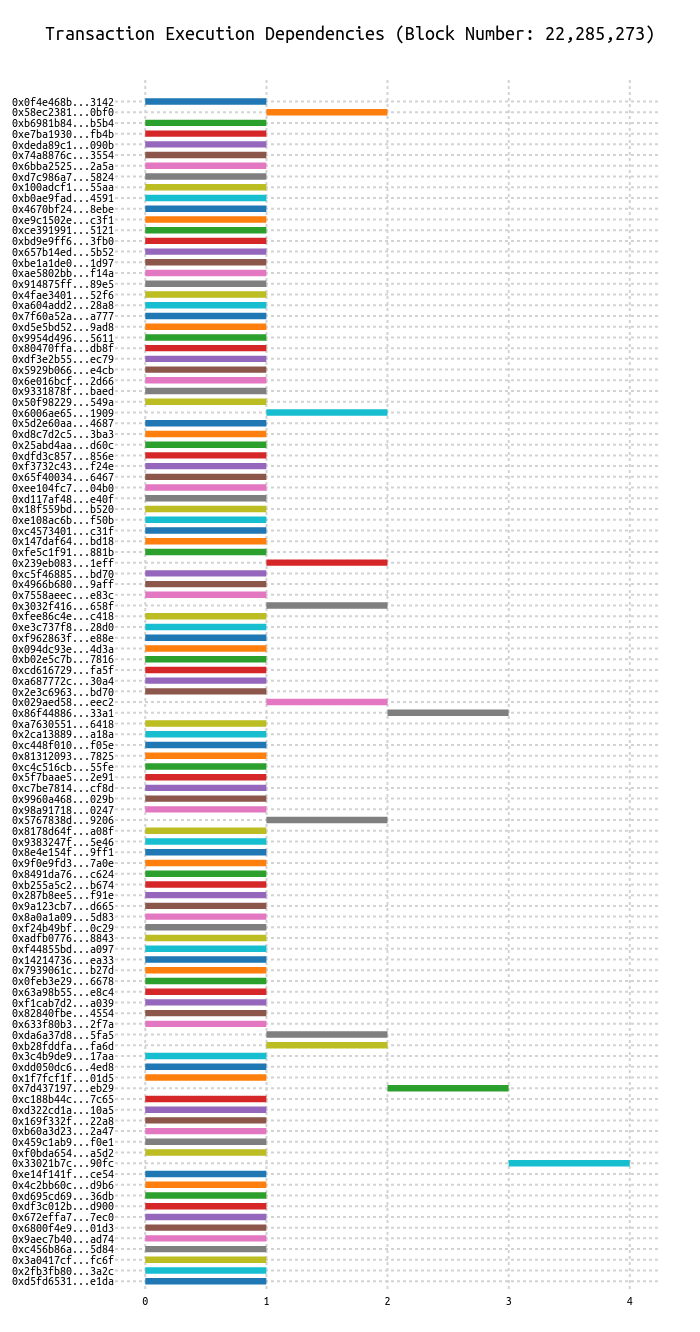 Transaction Execution Dependencies (Block Number: 22,285,273)
0x0f4e468b...3142
0x58ec2381...0bf0
0xb6981b84...b5b4
0xe7ba1930...fb4b
0xdeda89c1...090b
0x74a8876c...3554
0x6bba2525...2a5a
0xd7c986a7...5824
0x100adcf1...55aa
0xb0ae9fad...4591
0x4670bf24...8ebe
0xe9c1502e...c3f1
0xce391991...5121
0xbd9e9ff6...3fb0
0x657b14ed...5b52
0xbe1a1de0...1d97
0xae5802bb...f14a
0x914875ff...89e5
0x4fae3401...52f6
0xa604add2...28a8
0x7f60a52a...a777
0xd5e5bd52...9ad8
0x9954d496...5611
0x80470ffa...db8f
0xdf3e2b55...ec79
0x5929b066...e4cb
0x6e016bcf...2d66
0x9331878f...baed
0x50f98229...549a
0x6006ae65...1909
0x5d2e60aa...4687
0xd8c7d2c5...3ba3
0x25abd4aa...d60c
0xdfd3c857...856e
0xf3732c43...f24e
0x65f40034...6467
0xee104fc7...04b0
0xd117af48...e40f
0x18f559bd...b520
0xe108ac6b...f50b
0xc4573401...c31f
0x147daf64...bd18
0xfe5c1f91...881b
0x239eb083...1eff
0xc5f46885...bd70
0x4966b680...9aff
0x7558aeec...e83c
0x3032f416...658f
0xfee86c4e...c418
0xe3c737f8...28d0
0xf962863f...e88e
0x094dc93e...4d3a
0xb02e5c7b...7816
0xcd616729...fa5f
0xa687772c...30a4
0x2e3c6963...bd70
0x029aed58...eec2
0x86f44886...33a1
0xa7630551...6418
0x2ca13889...a18a
0xc448f010...f05e
0x81312093...7825
0xc4c516cb...55fe
0x5f7baae5...2e91
0xc7be7814...cf8d
0x9960a468...029b
0x98a91718...0247
0x5767838d...9206
0x8178d64f...a08f
0x9383247f...5e46
0x8e4e154f...9ff1
0x9f0e9fd3...7a0e
0x8491da76...c624
0xb255a5c2...b674
0x287b8ee5...f91e
0x9a123cb7...d665
0x8a0a1a09...5d83
0xf24b49bf...0c29
0xadfb0776...8843
0xf44855bd...a097
0x14214736...ea33
0x7939061c...b27d
0x0feb3e29...6678
0x63a98b55...e8c4
0xf1cab7d2...a039
0x82840fbe...4554
0x633f80b3...2f7a
0xda6a37d8...5fa5
0xb28fddfa...fa6d
0x3c4b9de9...17aa
0xdd050dc6...4ed8
0x1f7fcf1f...01d5
0x7d437197...eb29
0xc188b44c...7c65
0xd322cd1a...10a5
0x169f332f...22a8
0xb60a3d23...2a47
0x459c1ab9...f0e1
0xf0bda654...a5d2
0x33021b7c...90fc
0xe14f141f...ce54
0x4c2bb60c...d9b6
0xd695cd69...36db
0xdf3c012b...d900
0x672effa7...7ec0
0x6800f4e9...01d3
0x9aec7b40...ad74
0xc456b86a...5d84
0x3a0417cf...fc6f
0x2fb3fb80...3a2c
0xd5fd6531...e1da
0 1 2 3 4